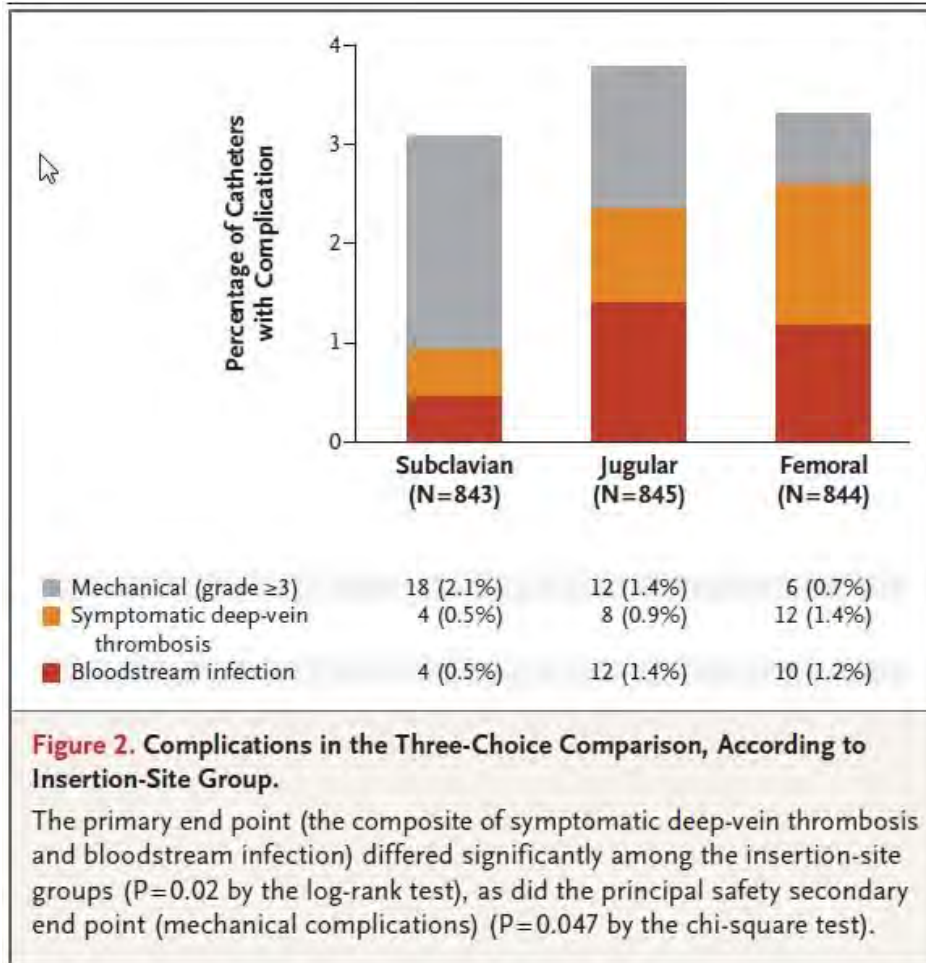 4
3
2
1
0
Percentage of Catheters
with Complication
Subclavian
(N=843)
Jugular
(N=845)
Femoral
(N=844)
Mechanical (grade ≥3) 18 (2.1%) 12 (1.4%) 6 (0.7%)
Symptomatic deep-vein 4 (0.5%) 8 (0.9%) 12 (1.4%)
thrombosis
Bloodstream infection 4 (0.5%) 12 (1.4%) 10 (1.2%)
Figure 2. Complications in the Three-Choice Comparison, According to
Insertion-Site Group.
The primary end point (the composite of symptomatic deep-vein thrombosis
and bloodstream infection) differed significantly among the insertion-site
groups (P=0.02 by the log-rank test), as did the principal safety secondary
end point (mechanical complications) (P=0.047 by the chi-square test).